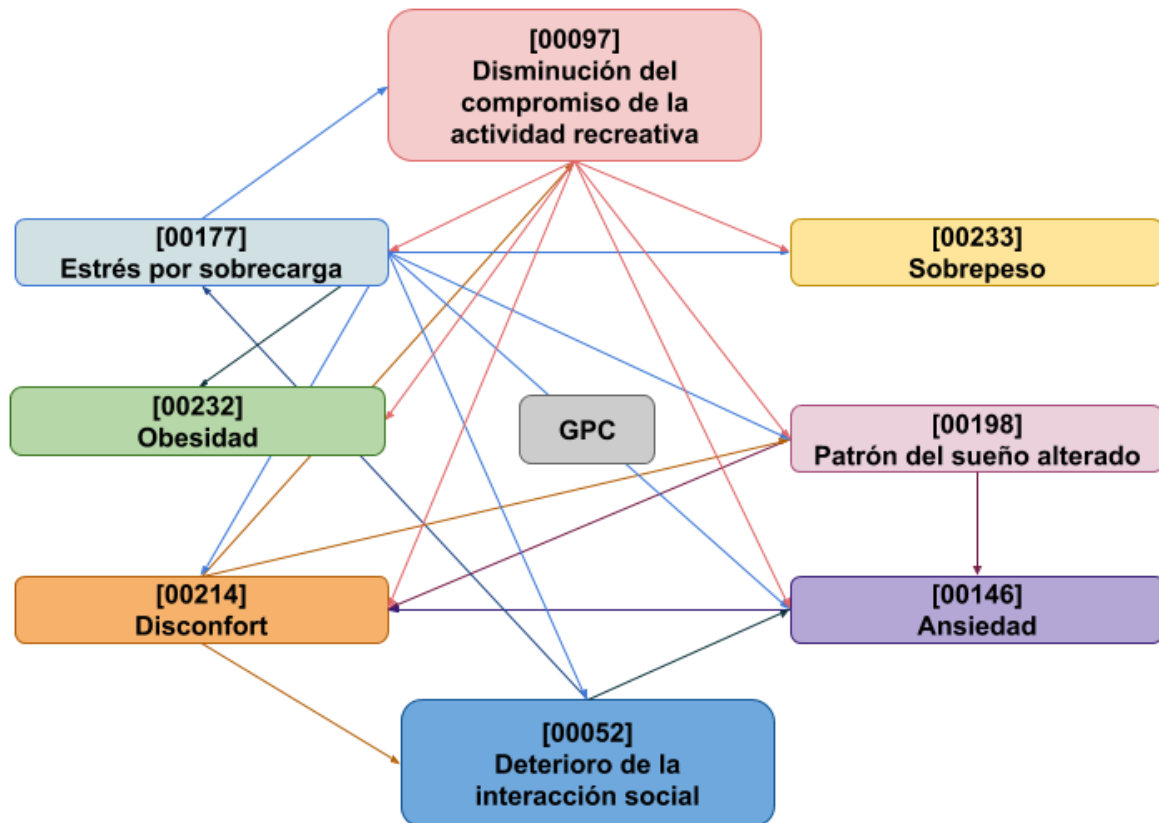 [00097]
Disminución del
compromiso de la
actividad recreativa
[00177]
Estrés por sobrecarga
[00233]
Sobrepeso
[00232]
Obesidad
GPC
[00198]
Patrón del sueño alterado
[00214]
Disconfort
[00146]
Ansiedad
[00052]
Deterioro de la
interacción social